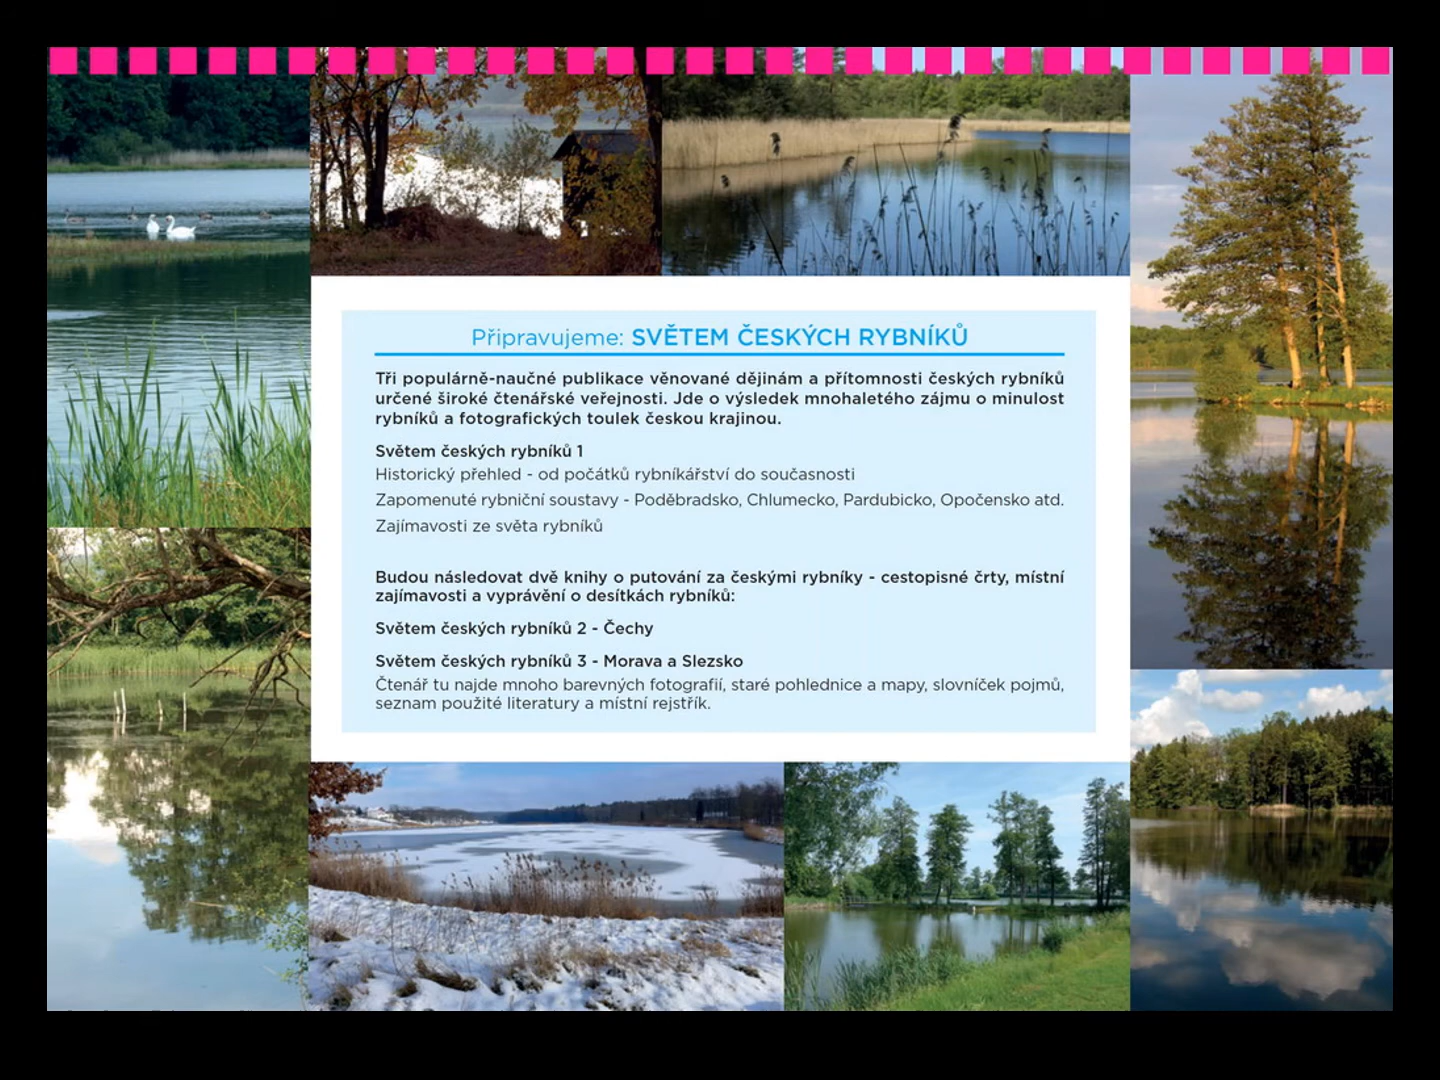 Připravujeme: SVĚTEM ČESKÝCH RYBNÍKŮ
Tři populárně-naučné publikace věnované dějinám a přítomnosti českých rybníků
určené široké čtenářské veřejnosti. Jde o výsledek mnohaletého zájmu o minulost
rybníků a fotografických toulek českou krajinou.
Světem českých rybníků 1
Historický přehled - od počátků rybníkářství do současnosti
Zapomenuté rybniční soustavy - Poděbradsko, Chlumecko, Pardubicko, Opočensko atd.
Zajímavosti ze světa rybníků
Budou následovat dvě knihy o putování za českými rybníky - cestopisné črty, místní
zajímavosti a vyprávění o desítkách rybníků:
Světem českých rybníků 2 - Čechy
Světem českých rybníků 3 - Morava a Slezsko
Čtenář tu najde mnoho barevných fotografií, staré pohlednice a mapy, slovníček pojmů,
seznam použité literatury a místní rejstřík.